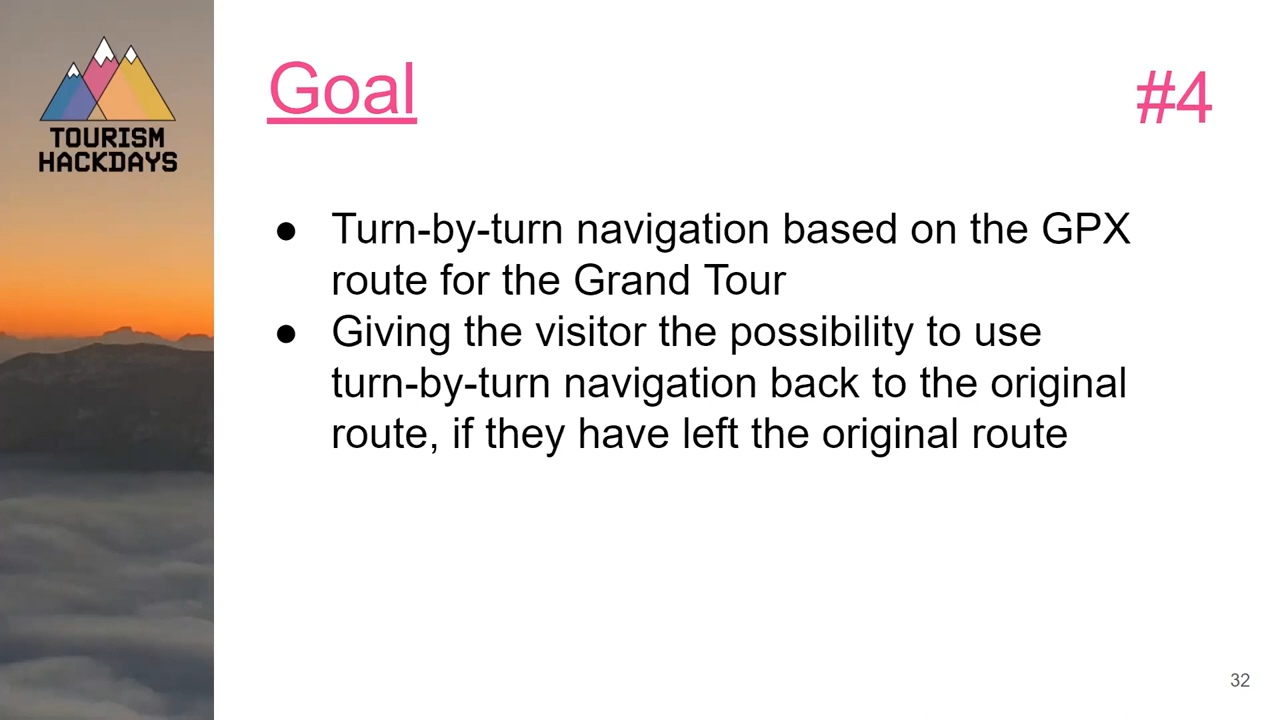 TOURISM
HACKDAYS
Goal
#4
● Turn-by-turn navigation based on the GPX
route for the Grand Tour
● Giving the visitor the possibility to use
turn-by-turn navigation back to the original
route, if they have left the original route
32